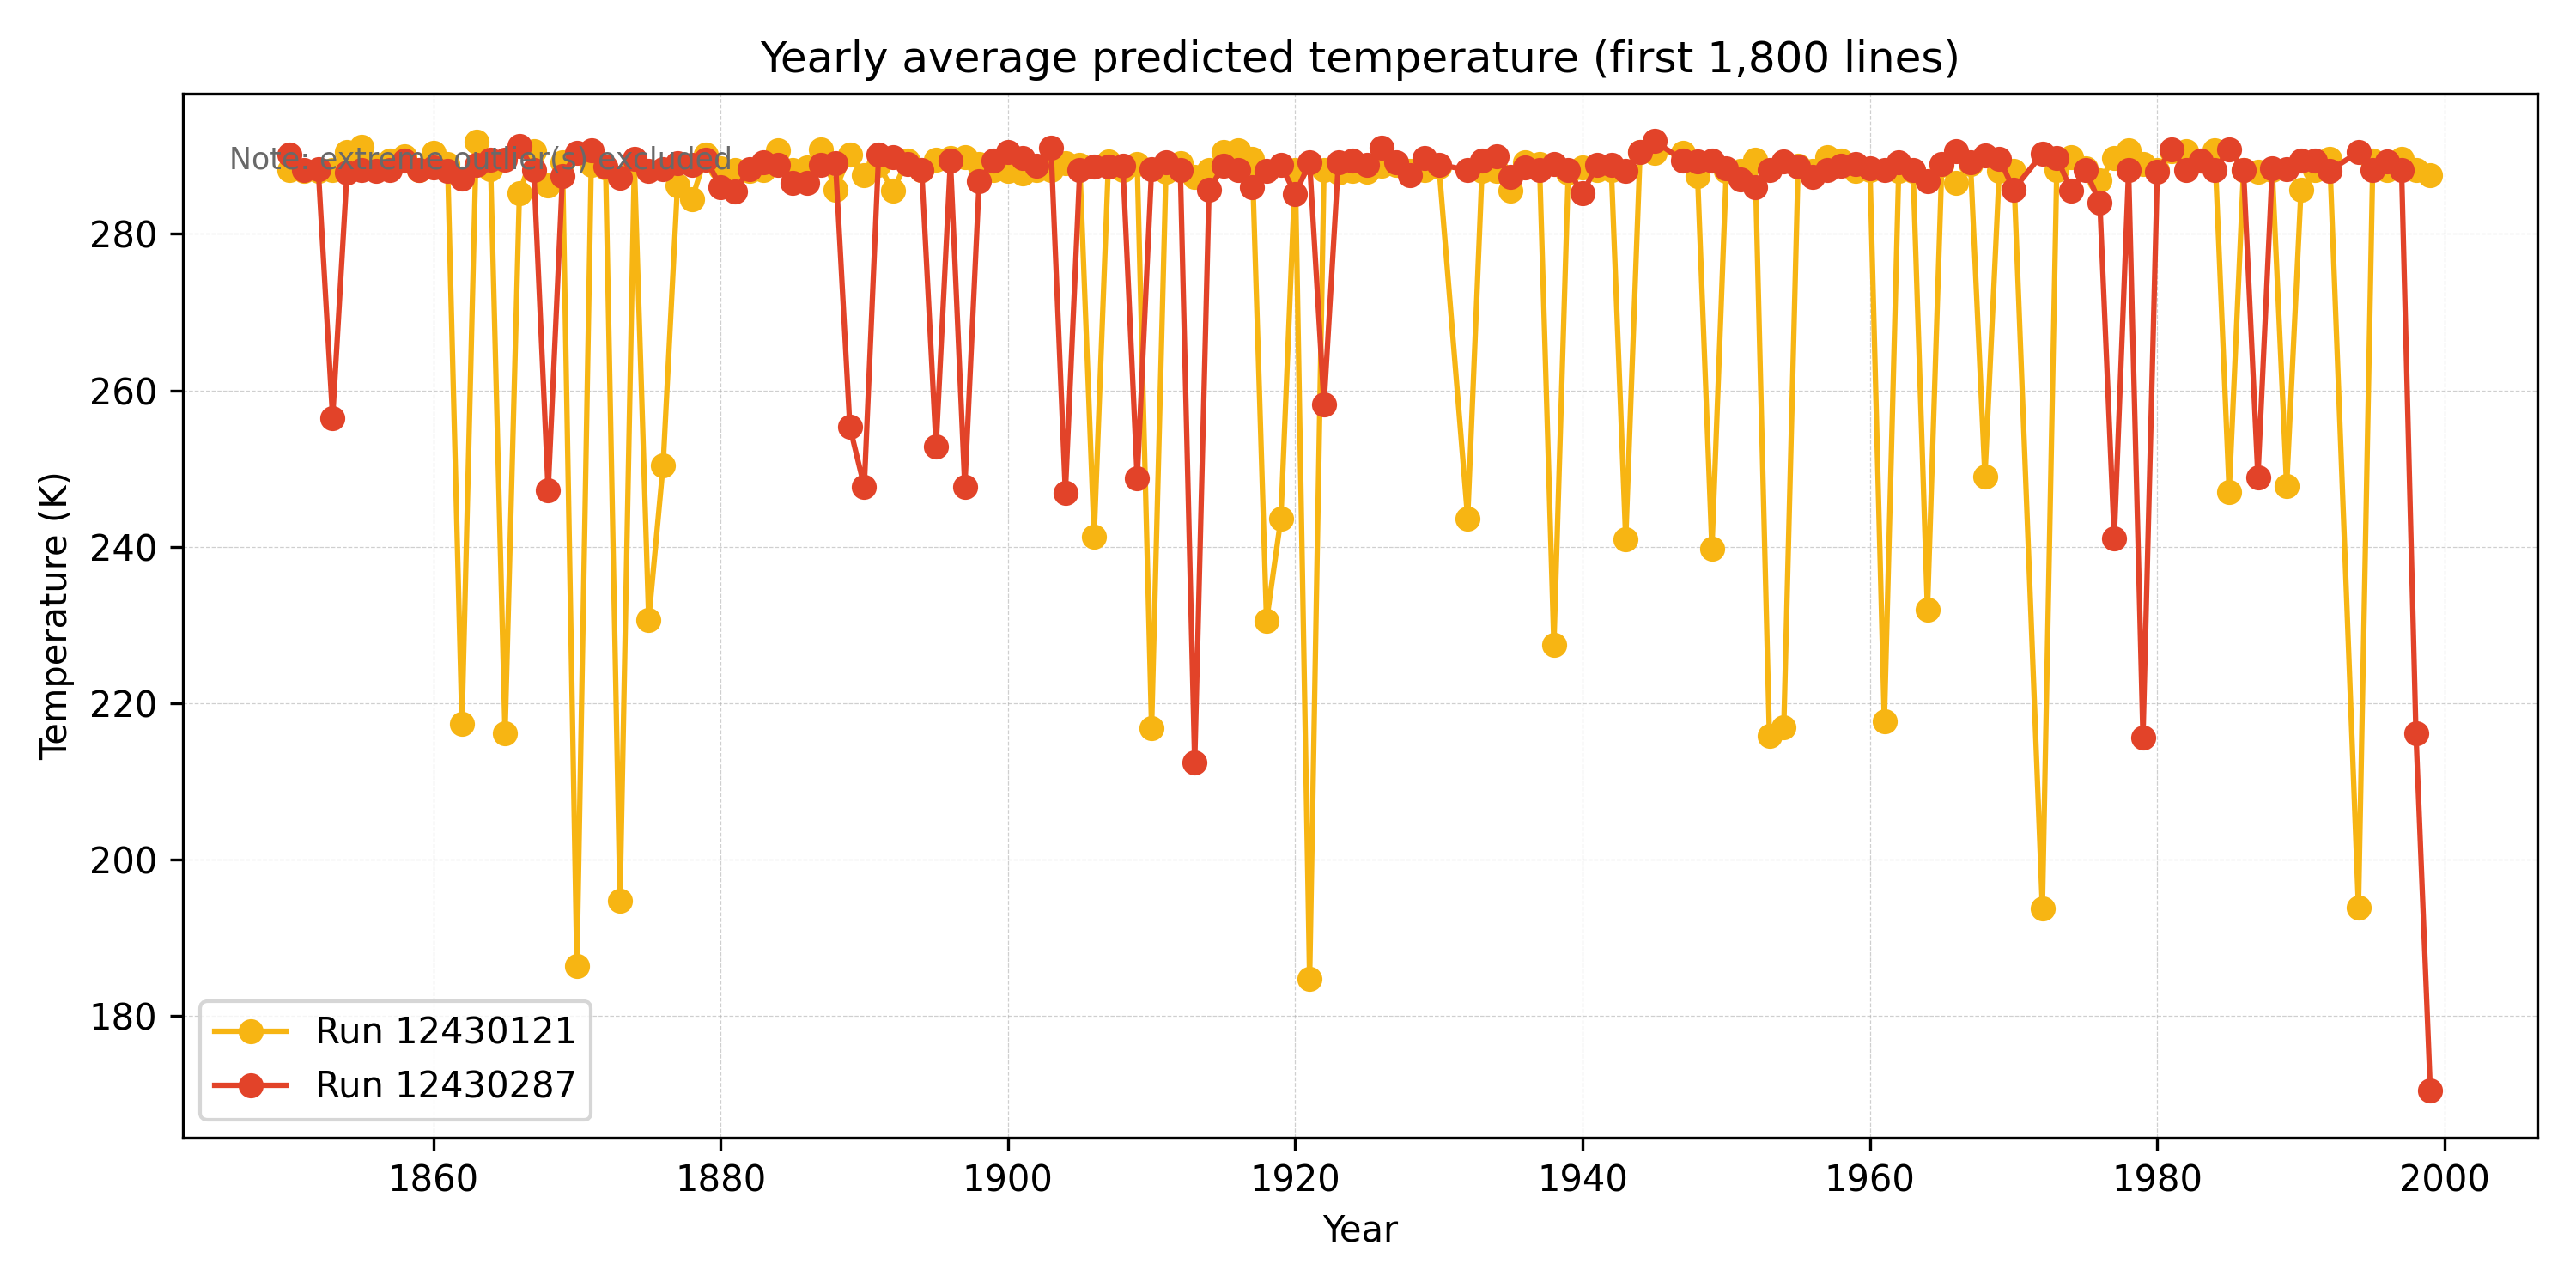 Yearly average predicted temperature (first 1,800 lines)
Note: extreme outlier(s) excluded
Temperature (K)
280
260
240
220
200
180
Run 12430121
Run 12430287
1860 1880 1900 1920 1940 1960 1980 2000
Year